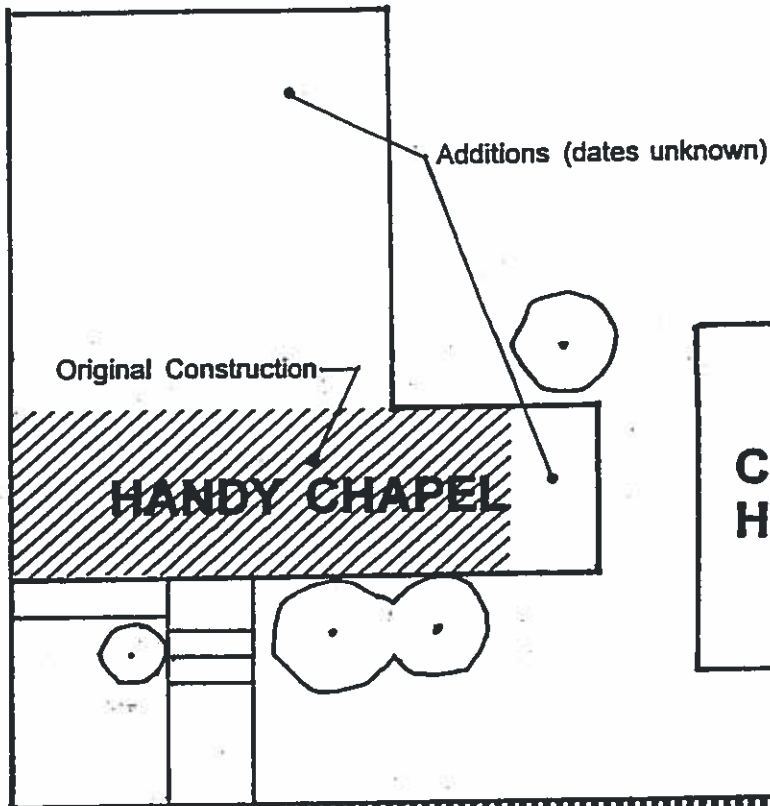 Additions (dates unknown)
Original Construction
HANDY CHAPEL
C
H